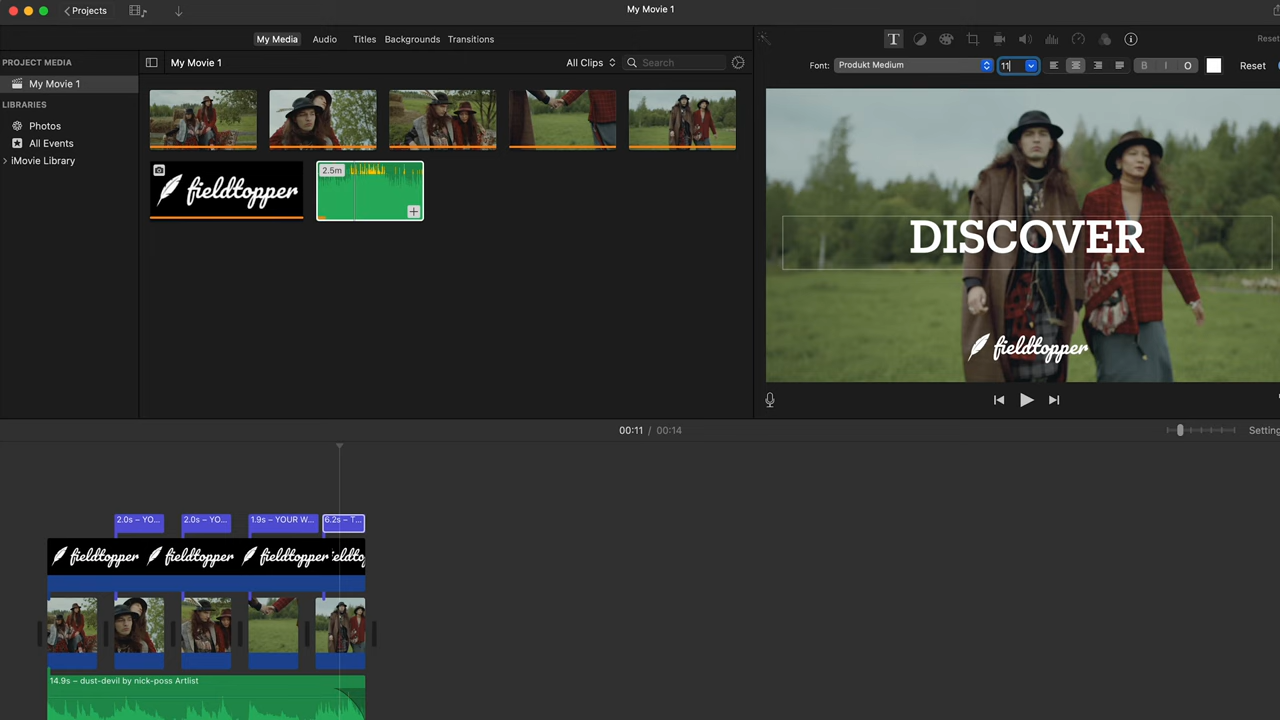 Projects
My Movie 1
My Media
Audio
Titles
Backgrounds
Transitions
Reset
PROJECT MEDIA
My Movie 1
All Clips
Search
Font:
Produkt Medium
11
B
I
O
Reset
My Movie 1
LIBRARIES
Photos
All Events
iMovie Library
fieldtopper
2.5m
DISCOVER
fieldtopper
00:11 / 00:14
2.0s – YO...
2.0s – YO...
1.9s – YOUR W...
6.2s – T...
fieldtopper
fieldtopper
fieldtopper
14.9s – dust-devil by nick-poss Artlist